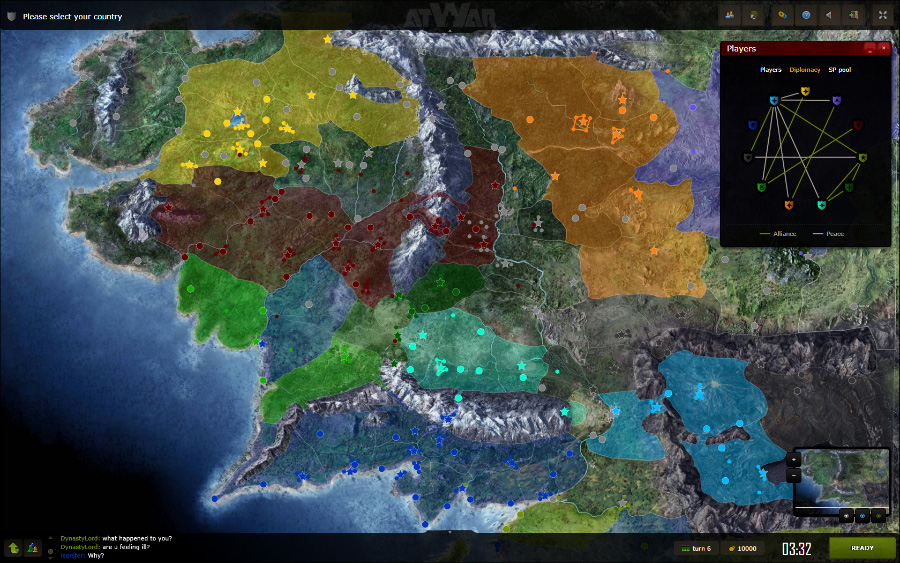 Please select your country
atWar
Players
Players Diplomacy SP pool
Alliance Peace
DynastyLord: what happened to you?
DynastyLord: are u feeling ill?
Why?
turn 6
10000
03:32
READY